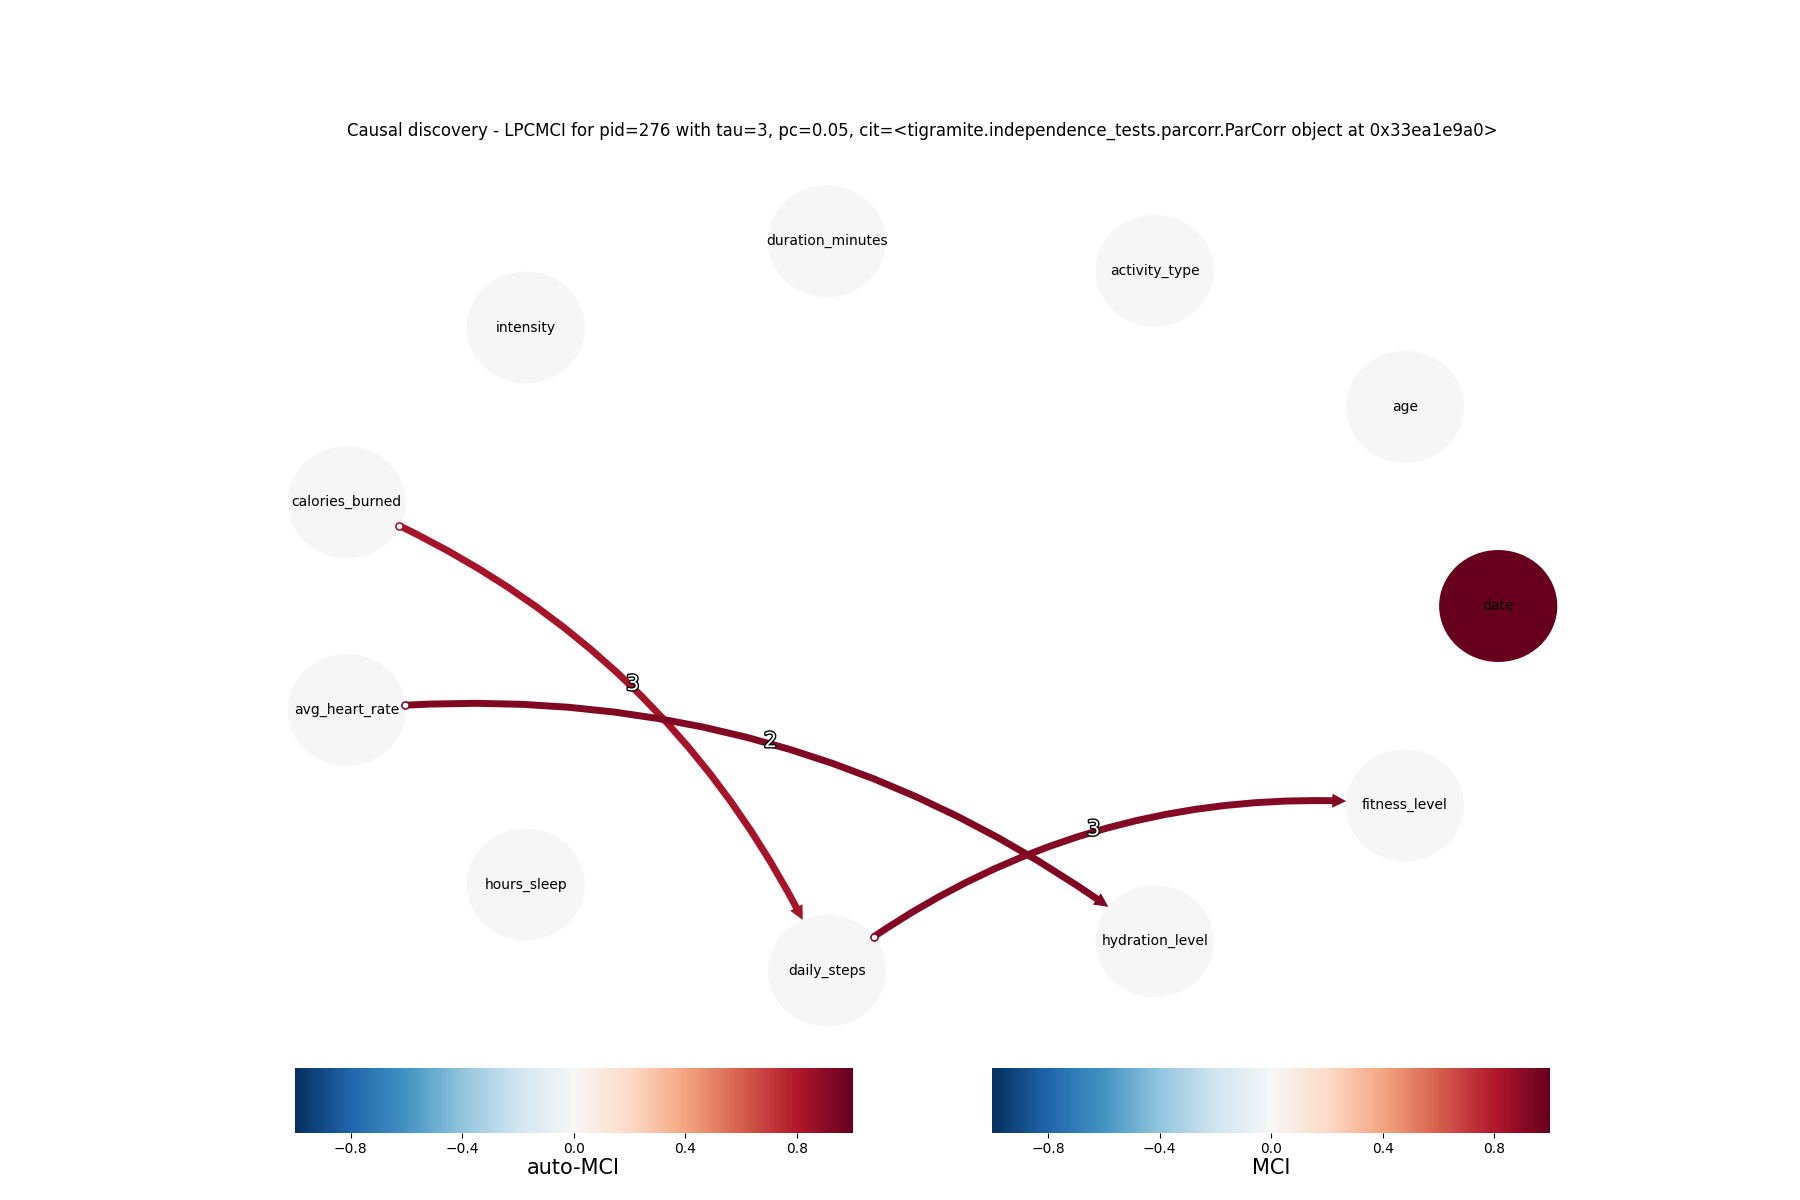 Causal discovery - LPCMCI for pid=276 with tau=3, pc=0.05, cit=<tigramite.independence_tests.parcorr.ParCorr object at 0x33ea1e9a0>
duration_minutes
activity_type
intensity
age
calories_burned
date
3
avg_heart_rate
2
fitness_level
3
hours_sleep
hydration_level
daily_steps
−0.8 −0.4 0.0 0.4 0.8
auto-MCI
−0.8 −0.4 0.0 0.4 0.8
MCI